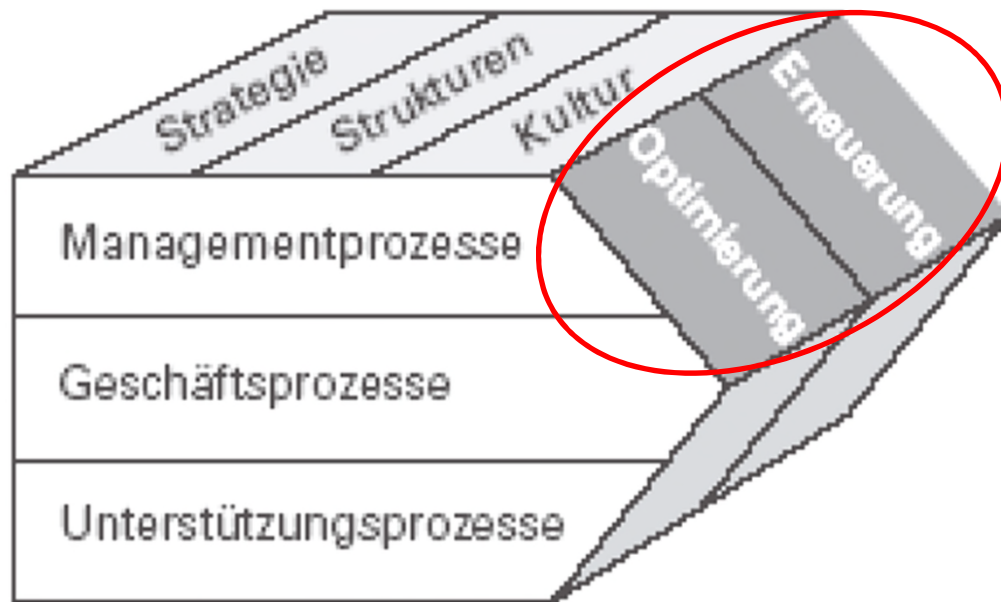 Strategie
Strukturen
Kultur
Optimierung
Erneuerung
Managementprozesse
Geschäftsprozesse
Unterstützungsprozesse